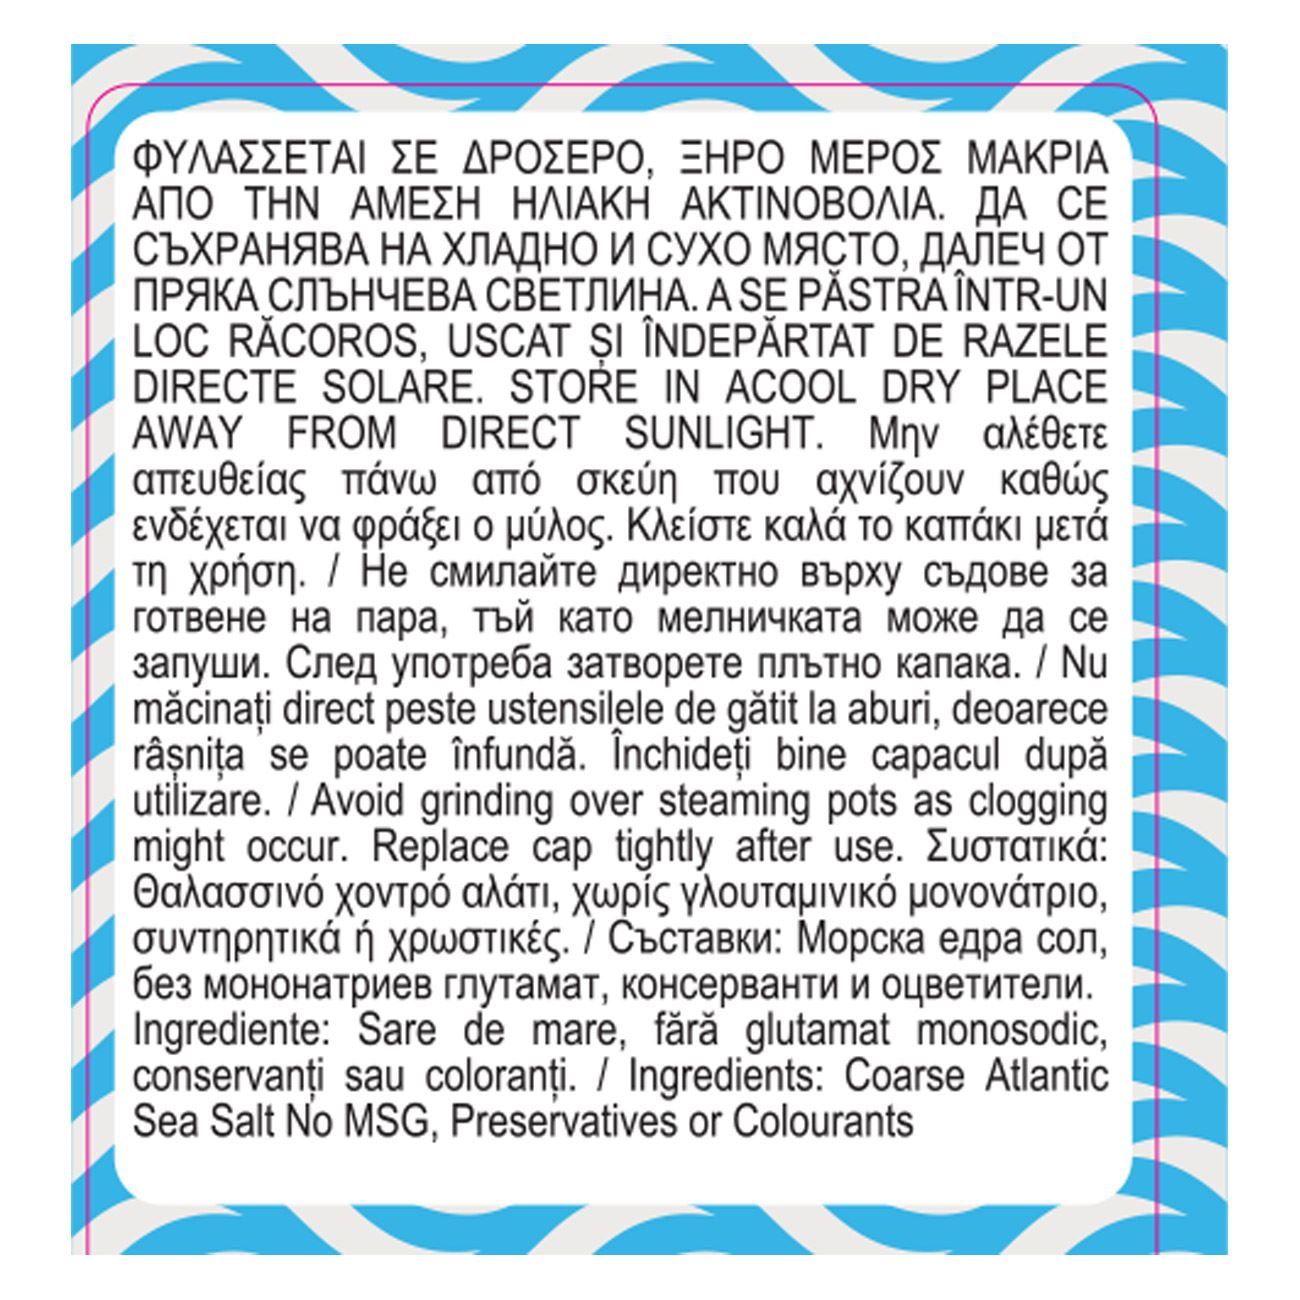 ΦΥΛΑΣΣΕΤΑΙ ΣΕ ΔΡΟΣΕΡΟ, ΞΗΡΟ ΜΕΡΟΣ ΜΑΚΡΙΑ
ΑΠΟ ΤΗΝ ΑΜΕΣΗ ΗΛΙΑΚΗ ΑΚΤΙΝΟΒΟΛΙΑ. ДА СЕ
СЪХРАНЯВА НА ХЛАДНО И СУХО МЯСТО, ДАЛЕЧ ОТ
ПРЯКА СЛЪНЧЕВА СВЕТЛИНА. A SE PĂSTRA ÎNTR-UN
LOC RĂCOROS, USCAT ȘI ÎNDEPĂRTAT DE RAZELE
DIRECTE SOLARE. STORE IN ACOOL DRY PLACE
AWAY FROM DIRECT SUNLIGHT. Μην αλέθετε
απευθείας πάνω από σκεύη που αχνίζουν καθώς
ενδέχεται να φράξει ο μύλος. Κλείστε καλά το καπάκι μετά
τη χρήση. / Не смилайте директно върху съдове за
готвене на пара, тъй като мелничката може да се
запуши. След употреба затворете плътно капака. / Nu
măcinați direct peste ustensilele de gătit la aburi, deoarece
râșnița se poate înfundă. Închideți bine capacul după
utilizare. / Avoid grinding over steaming pots as clogging
might occur. Replace cap tightly after use. Συστατικά:
Θαλασσινό χοντρό αλάτι, χωρίς γλουταμινικό μονονάτριο,
συντηρητικά ή χρωστικές. / Съставки: Морска едра сол,
без мононатриев глутамат, консерванти и оцветители.
Ingrediente: Sare de mare, fără glutamat monosodic,
conservanți sau coloranți. / Ingredients: Coarse Atlantic
Sea Salt No MSG, Preservatives or Colourants